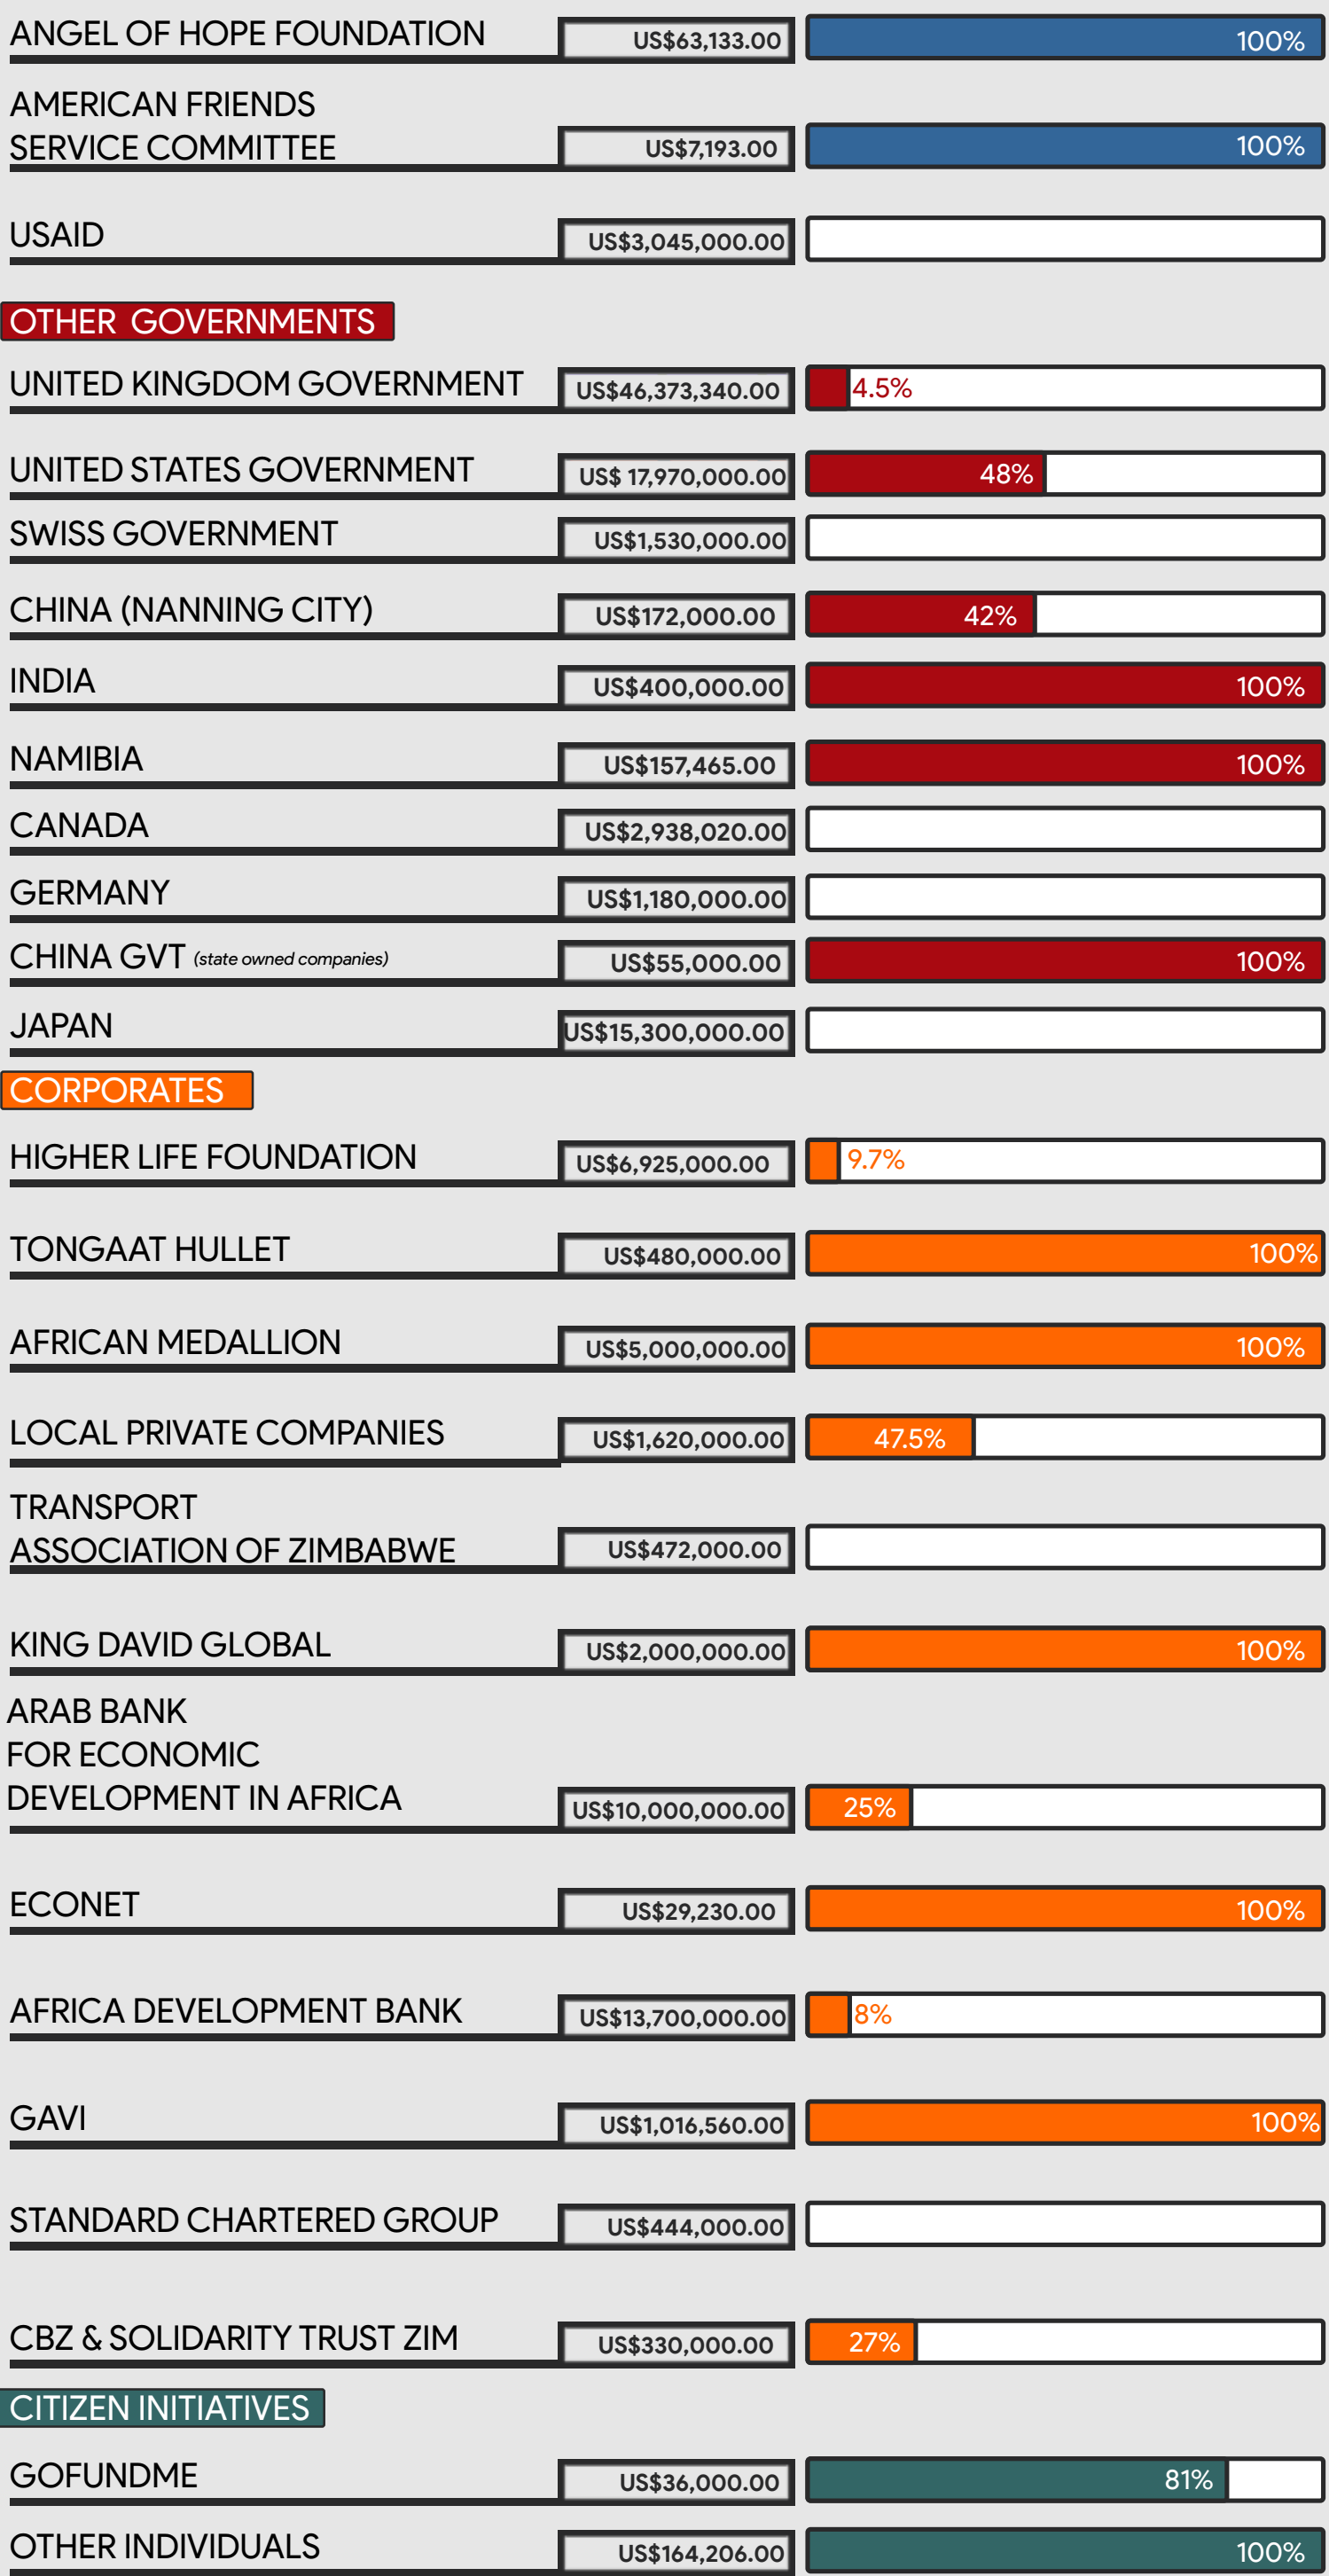 ANGEL OF HOPE FOUNDATION US$63,133.00 100%
AMERICAN FRIENDS
SERVICE COMMITTEE US$7,193.00 100%
USAID US$3,045,000.00
OTHER GOVERNMENTS
UNITED KINGDOM GOVERNMENT US$46,373,340.00 4.5%
UNITED STATES GOVERNMENT US$ 17,970,000.00 48%
SWISS GOVERNMENT US$1,530,000.00
CHINA (NANNING CITY) US$172,000.00 42%
INDIA US$400,000.00 100%
NAMIBIA US$157,465.00 100%
CANADA US$2,938,020.00
GERMANY US$1,180,000.00
CHINA GVT (state owned companies) US$55,000.00 100%
JAPAN US$15,300,000.00
CORPORATES
HIGHER LIFE FOUNDATION US$6,925,000.00 9.7%
TONGAAT HULLET US$480,000.00 100%
AFRICAN MEDALLION US$5,000,000.00 100%
LOCAL PRIVATE COMPANIES US$1,620,000.00 47.5%
TRANSPORT
ASSOCIATION OF ZIMBABWE US$472,000.00
KING DAVID GLOBAL US$2,000,000.00 100%
ARAB BANK
FOR ECONOMIC
DEVELOPMENT IN AFRICA US$10,000,000.00 25%
ECONET US$29,230.00 100%
AFRICA DEVELOPMENT BANK US$13,700,000.00 8%
GAVI US$1,016,560.00 100%
STANDARD CHARTERED GROUP US$444,000.00
CBZ & SOLIDARITY TRUST ZIM US$330,000.00 27%
CITIZEN INITIATIVES
GOFUNDME US$36,000.00 81%
OTHER INDIVIDUALS US$164,206.00 100%